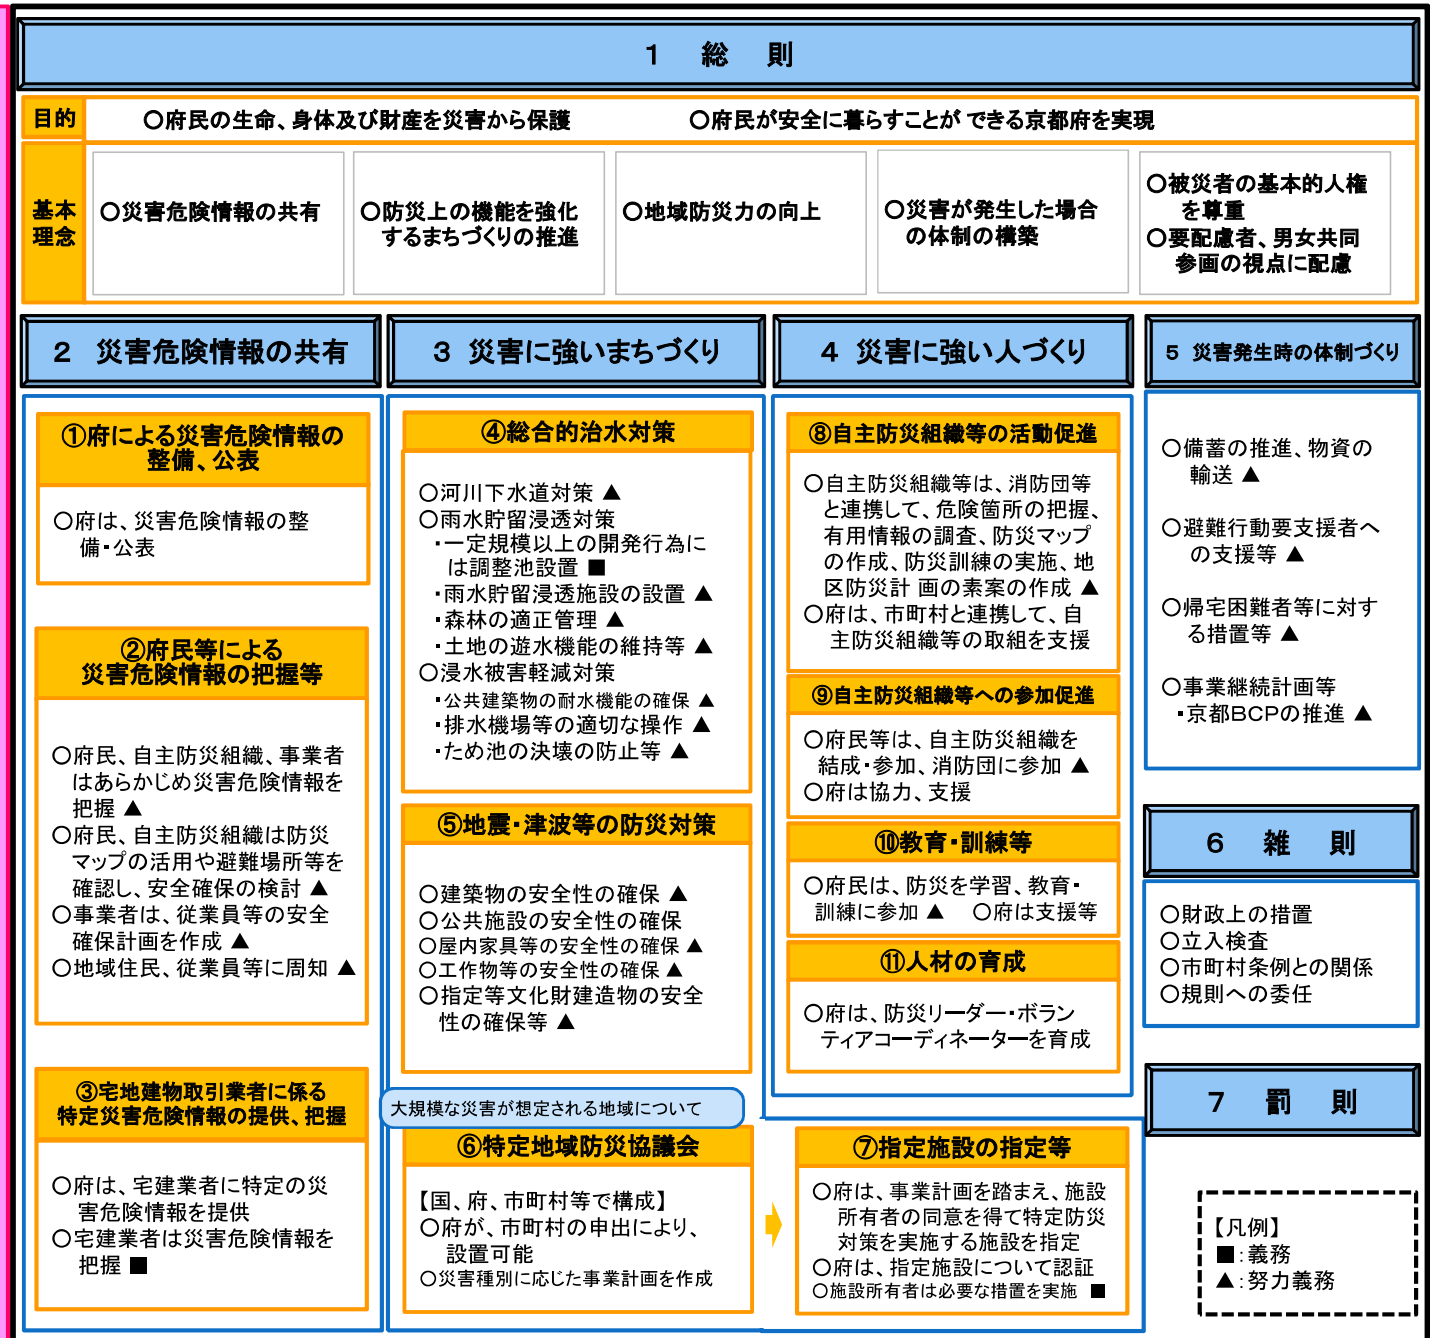 1 総 則
目的
○府民の生命、身体及び財産を災害から保護 ○府民が安全に暮らすことが できる京都府を実現
基本
理念
○災害危険情報の共有
○防災上の機能を強化
するまちづくりの推進
○地域防災力の向上
○災害が発生した場合
の体制の構築
○被災者の基本的人権
を尊重
○要配慮者、男女共同
参画の視点に配慮
2 災害危険情報の共有
①府による災害危険情報の
整備、公表
○府は、災害危険情報の整
備・公表
②府民等による
災害危険情報の把握等
○府民、自主防災組織、事業者
はあらかじめ災害危険情報を
把握 ▲
○府民、自主防災組織は防災
マップの活用や避難場所等を
確認し、安全確保の検討 ▲
○事業者は、従業員等の安全
確保計画を作成 ▲
○地域住民、従業員等に周知 ▲
③宅地建物取引業者に係る
特定災害危険情報の提供、把握
○府は、宅建業者に特定の災
害危険情報を提供
○宅建業者は災害危険情報を
把握 ■
3 災害に強いまちづくり
④総合的治水対策
○河川下水道対策 ▲
○雨水貯留浸透対策
・一定規模以上の開発行為に
は調整池設置 ■
・雨水貯留浸透施設の設置 ▲
・森林の適正管理 ▲
・土地の遊水機能の維持等 ▲
○浸水被害軽減対策
・公共建築物の耐水機能の確保 ▲
・排水機場等の適切な操作 ▲
・ため池の決壊の防止等 ▲
⑤地震・津波等の防災対策
○建築物の安全性の確保 ▲
○公共施設の安全性の確保
○屋内家具等の安全性の確保 ▲
○工作物等の安全性の確保 ▲
○指定等文化財建造物の安全
性の確保等 ▲
大規模な災害が想定される地域について
⑥特定地域防災協議会
【国、府、市町村等で構成】
○府が、市町村の申出により、
設置可能
○災害種別に応じた事業計画を作成
⑦指定施設の指定等
○府は、事業計画を踏まえ、施設
所有者の同意を得て特定防災
対策を実施する施設を指定
○府は、指定施設について認証
○施設所有者は必要な措置を実施 ■
4 災害に強い人づくり
⑧自主防災組織等の活動促進
○自主防災組織等は、消防団等
と連携して、危険箇所の把握、
有用情報の調査、防災マップ
の作成、防災訓練の実施、地
区防災計 画の素案の作成 ▲
○府は、市町村と連携して、自
主防災組織等の取組を支援
⑨自主防災組織等への参加促進
○府民等は、自主防災組織を
結成・参加、消防団に参加 ▲
○府は協力、支援
⑩教育・訓練等
○府民は、防災を学習、教育・
訓練に参加 ▲ ○府は支援等
⑪人材の育成
○府は、防災リーダー・ボラン
ティアコーディネーターを育成
5 災害発生時の体制づくり
○備蓄の推進、物資の
輸送 ▲
○避難行動要支援者へ
の支援等 ▲
○帰宅困難者等に対す
る措置等 ▲
○事業継続計画等
・京都BCPの推進 ▲
6 雑 則
○財政上の措置
○立入検査
○市町村条例との関係
○規則への委任
7 罰 則
【凡例】
■：義務
▲：努力義務